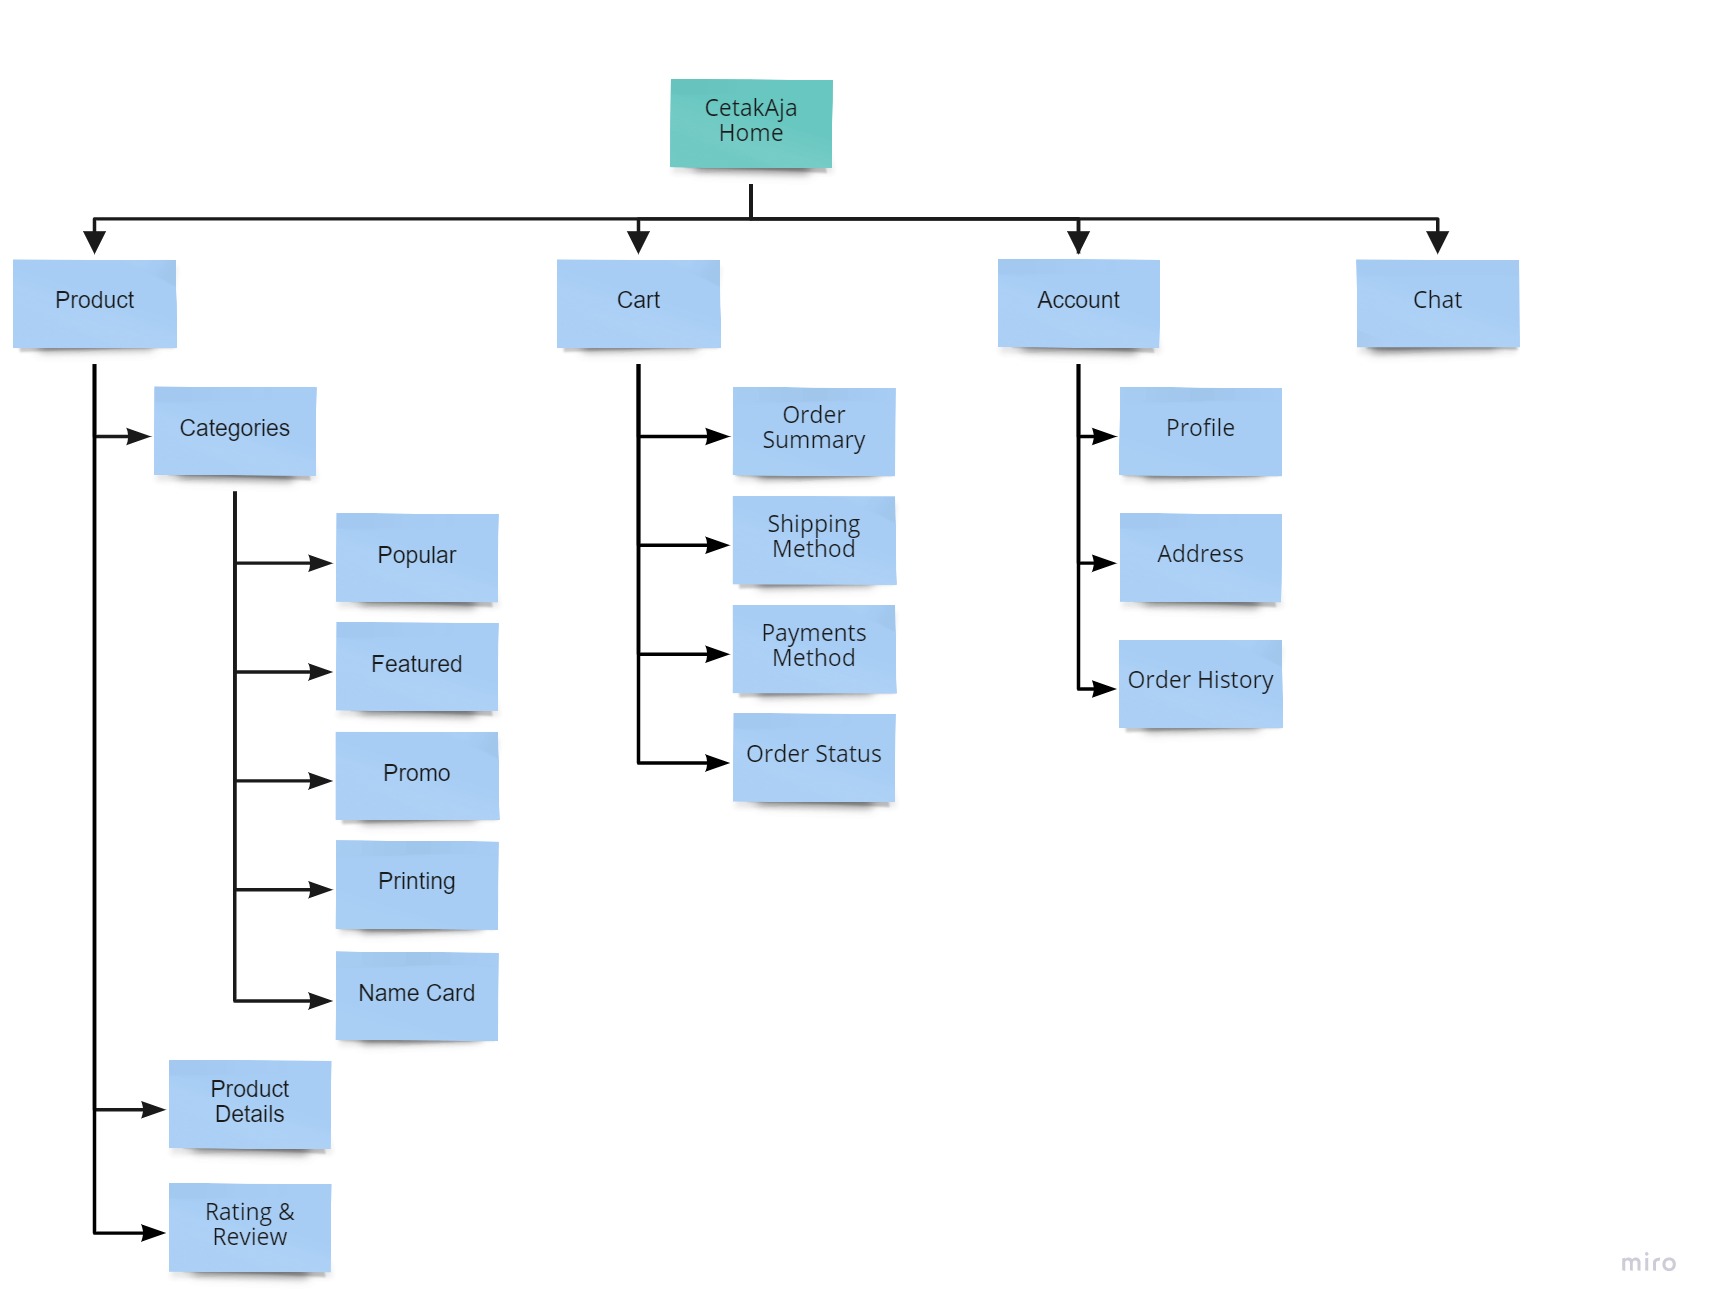 CetakAja
Home
Product
Cart
Account
Chat
Categories
Order
Summary
Profile
Shipping
Method
Popular
Address
Payments
Method
Featured
Order History
Order Status
Promo
Printing
Name Card
Product
Details
Rating &
Review
miro